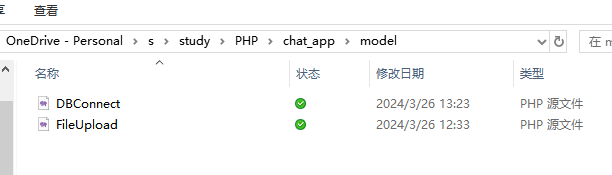 享 查看
OneDrive - Personal > s > study > PHP > chat_app > model 在 m
名称 状态 修改日期 类型
DBConnect 2024/3/26 13:23 PHP 源文件
FileUpload 2024/3/26 12:33 PHP 源文件